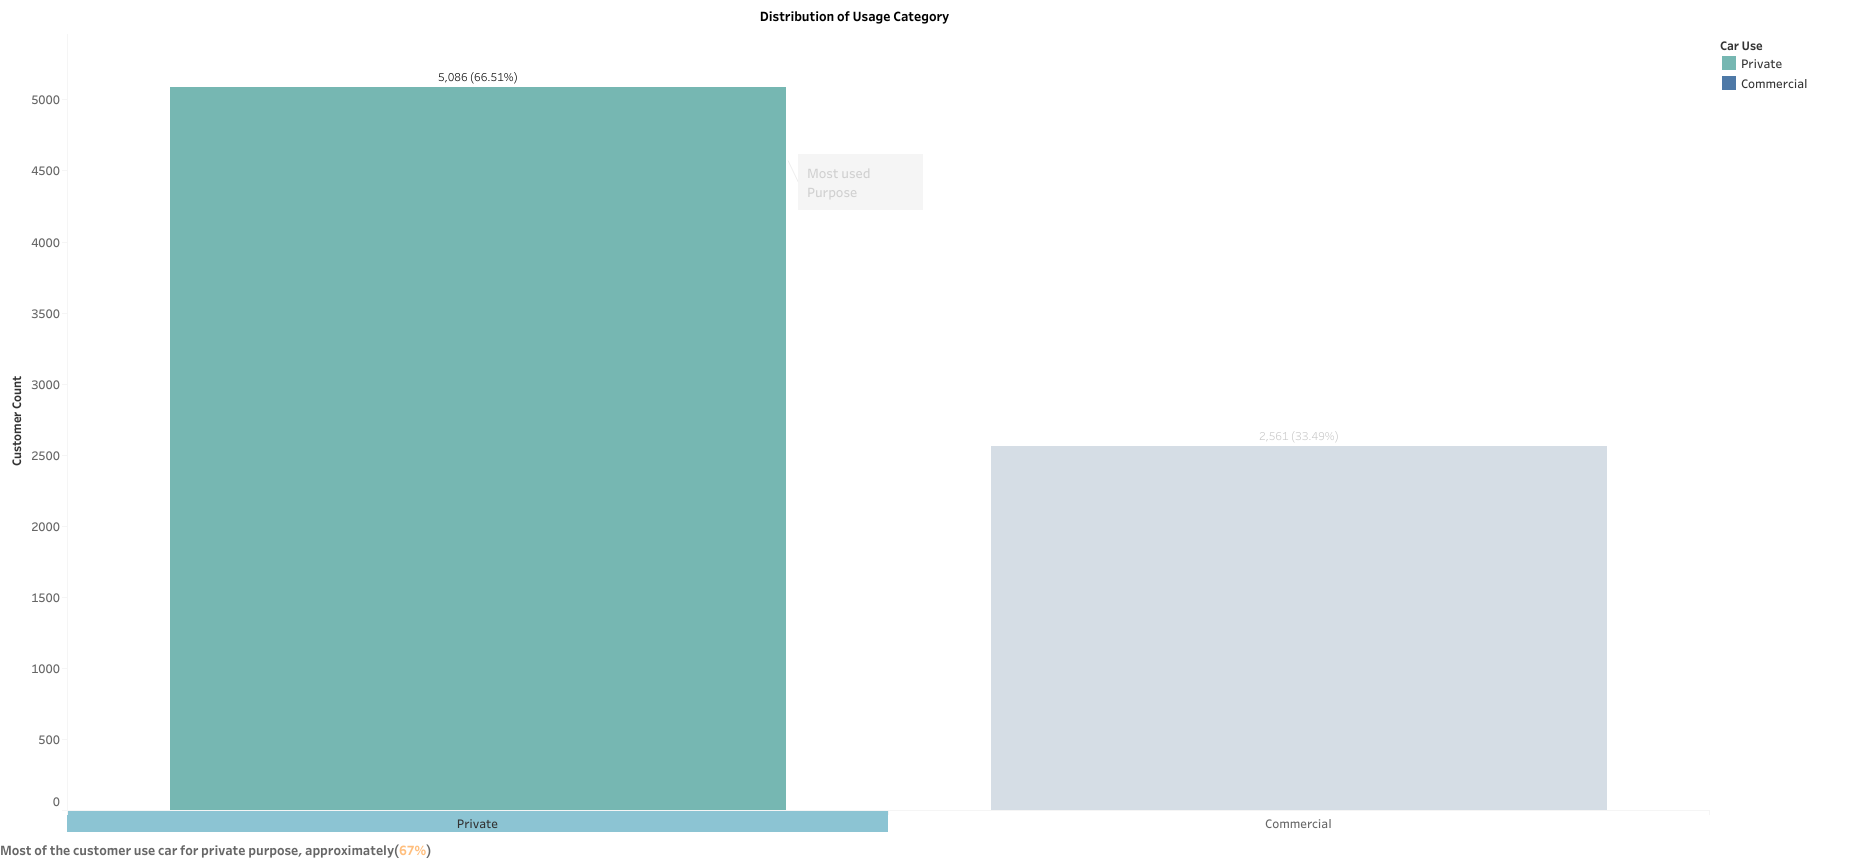 Distribution of Usage Category
Car Use
Private
Commercial
5,086 (66.51%)
5000
4500
Most used
Purpose
4000
3500
3000
Customer Count
2,561 (33.49%)
2500
2000
1500
1000
500
0
Private
Commercial
Most of the customer use car for private purpose, approximately(67%)